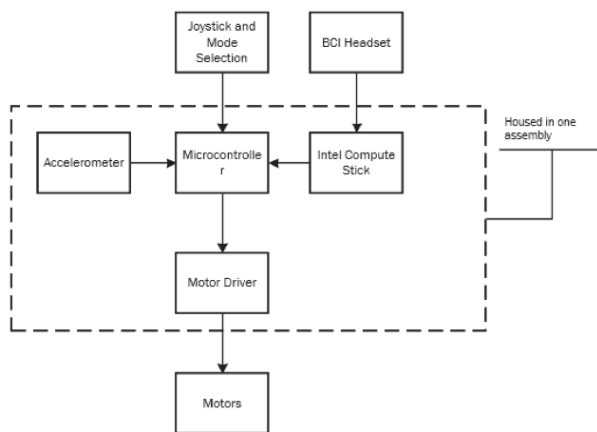 Joystick and
Mode
Selection
BCI Headset
Housed in one
assembly
Accelerometer
Microcontrolle
r
Intel Compute
Stick
Motor Driver
Motors